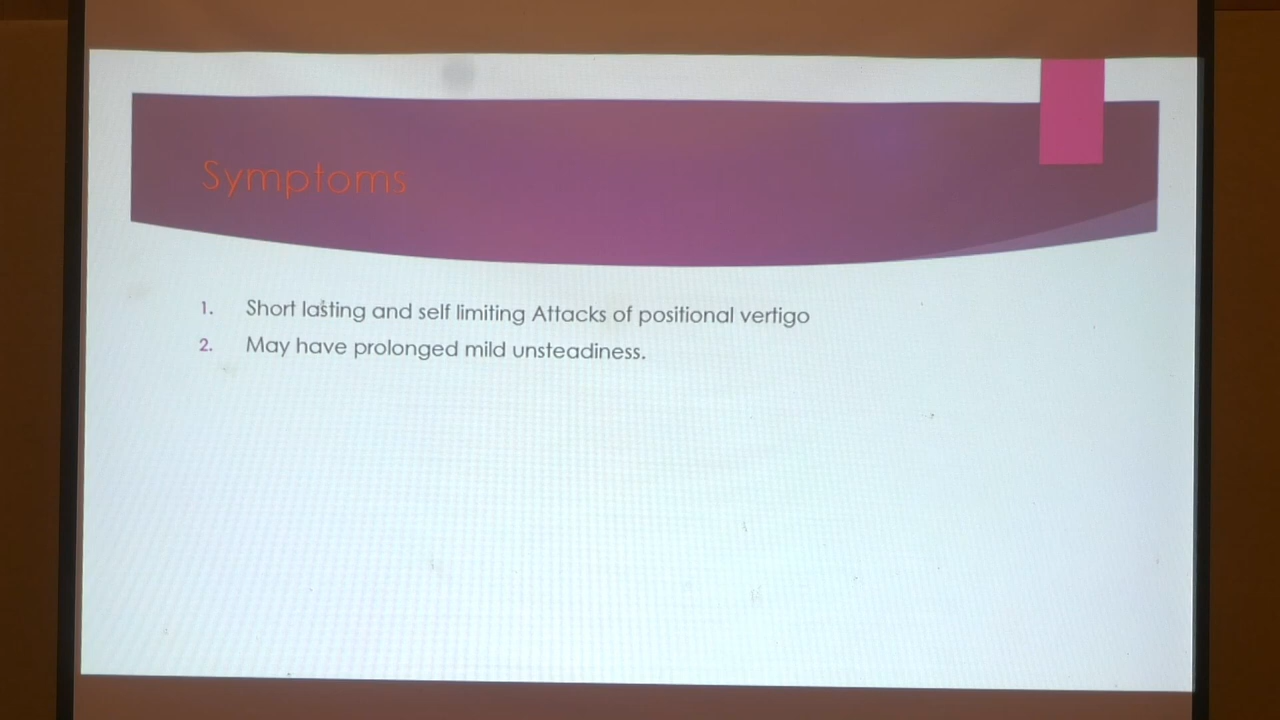 Symptoms
1. Short lasting and self limiting Attacks of positional vertigo
2. May have prolonged mild unsteadiness.